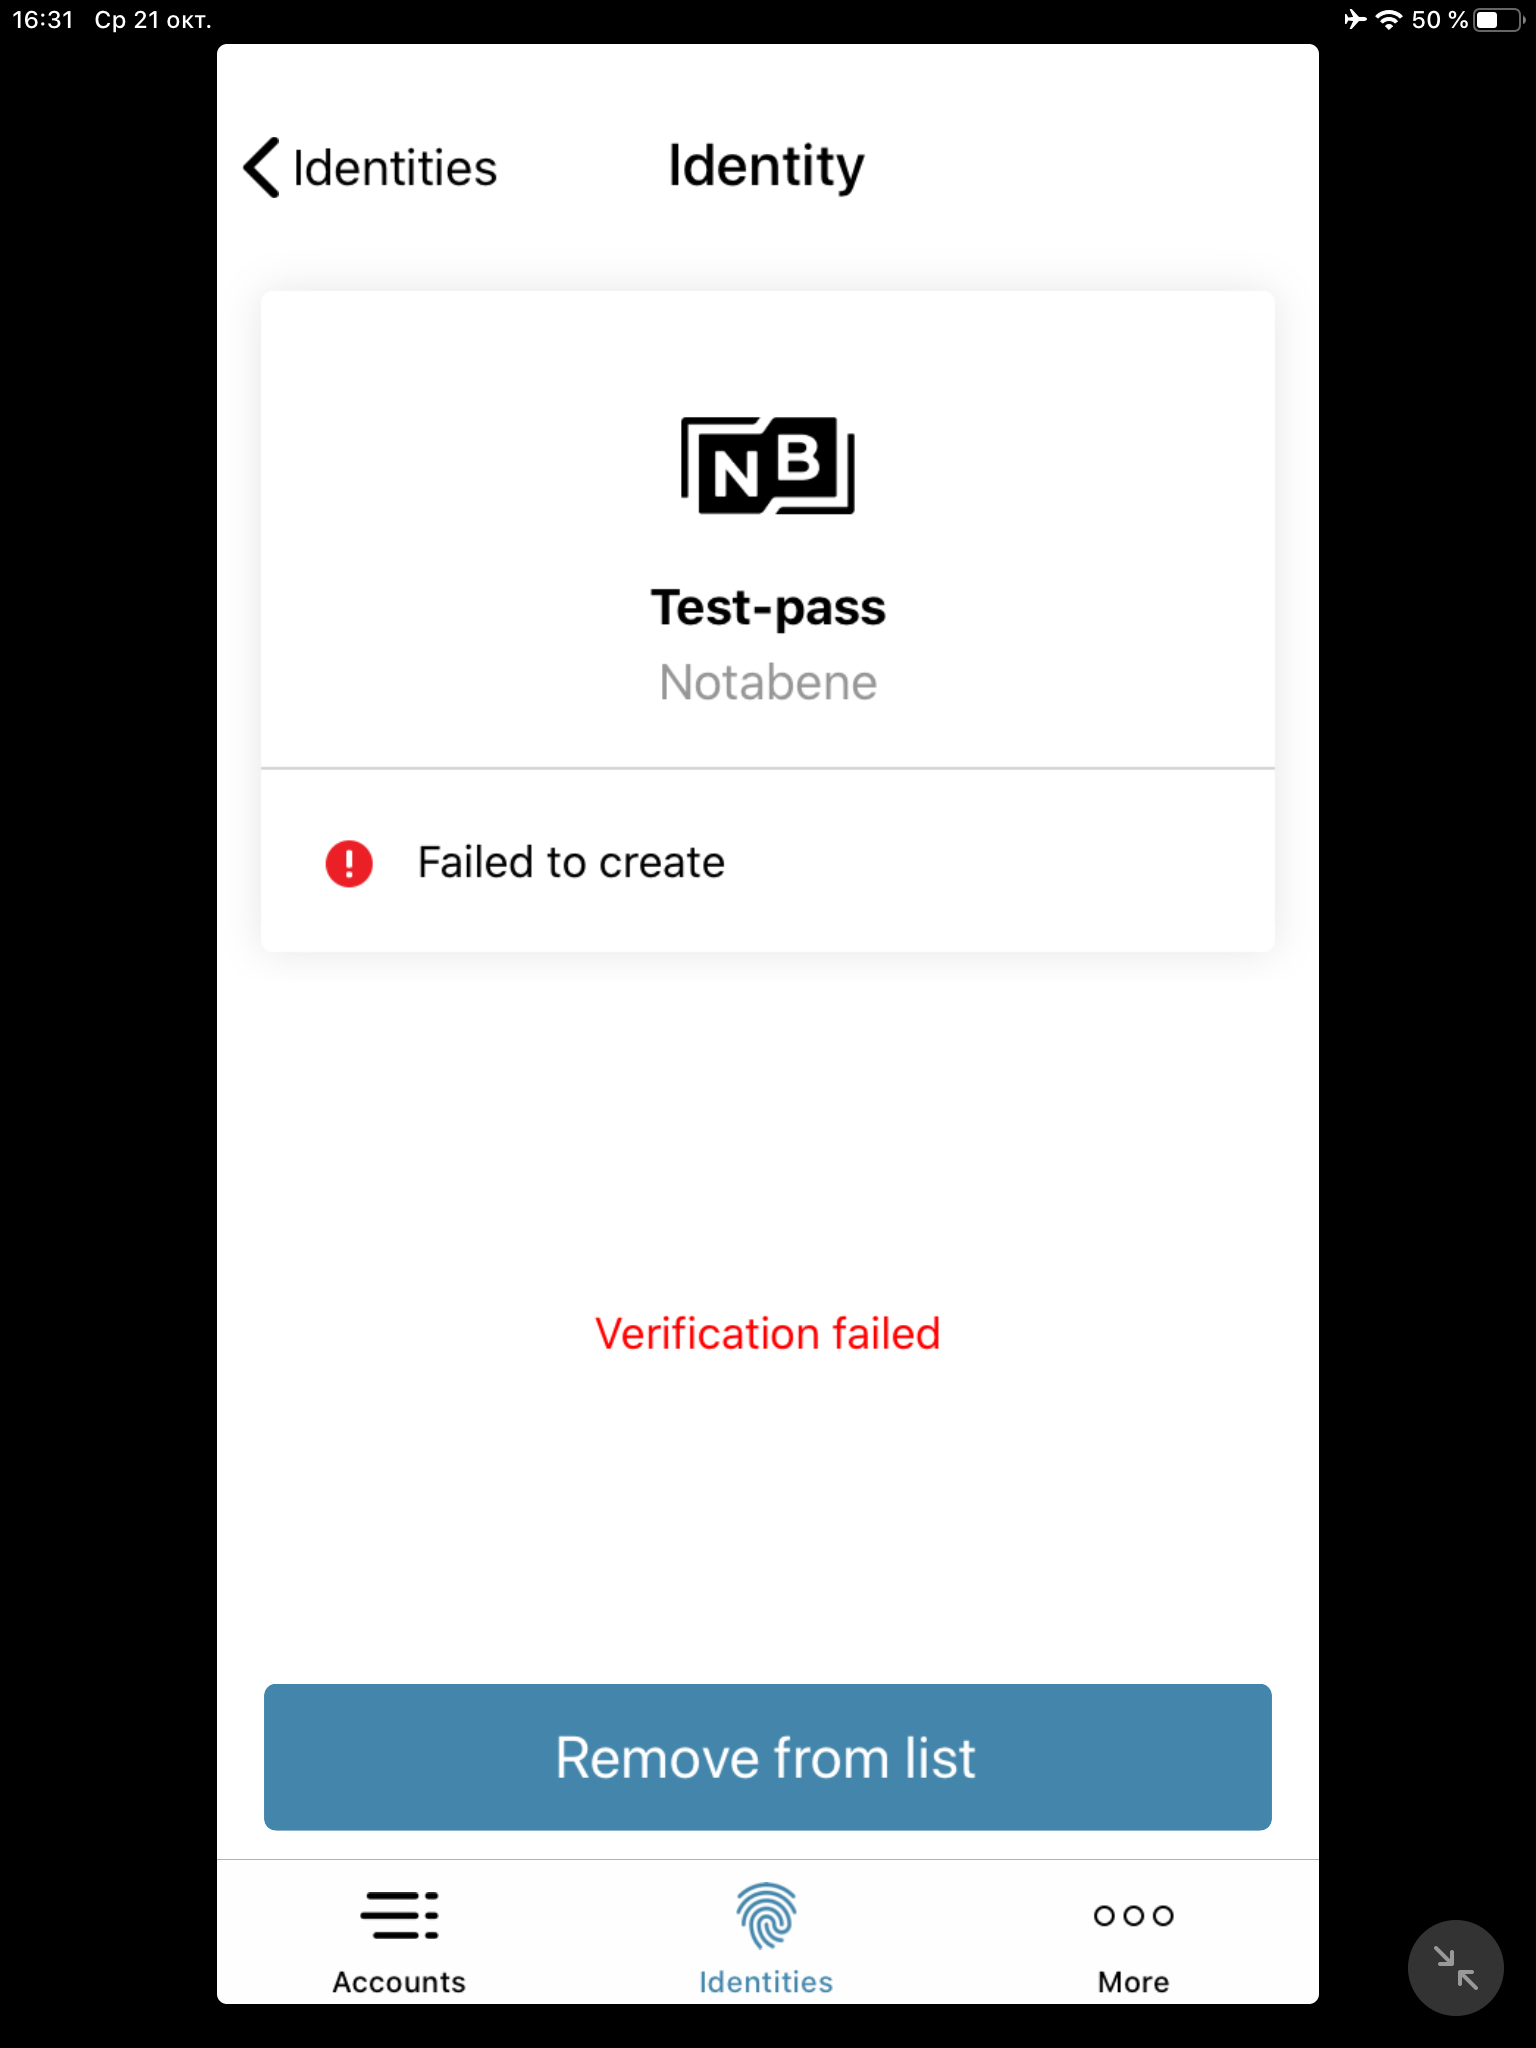 16:31 Ср 21 окт. 50 %
Identities Identity
NB
Test-pass
Notabene
Failed to create
Verification failed
Remove from list
Accounts Identities More